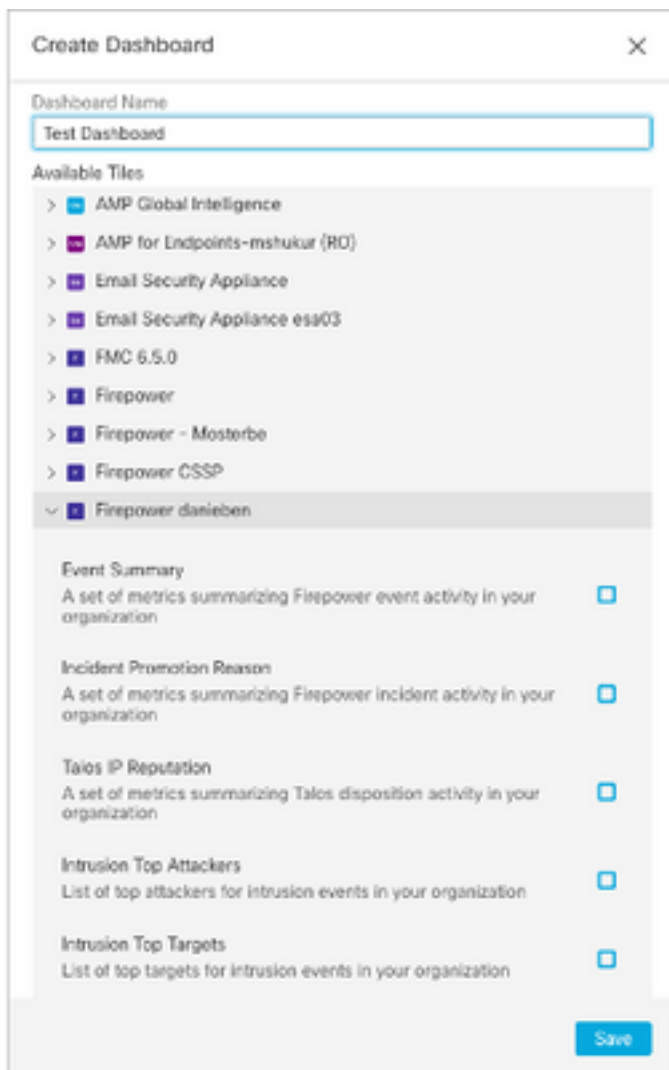 Create Dashboard
Dashboard Name
Test Dashboard
Available Tiles
AMP Global Intelligence
AMP for Endpoints-mshukur (RO)
Email Security Appliance
Email Security Appliance esa03
FMC 6.5.0
Firepower
Firepower - Mosterbe
Firepower CSSP
Firepower danieben
Event Summary
A set of metrics summarizing Firepower event activity in your
organization
Incident Promotion Reason
A set of metrics summarizing Firepower incident activity in your
organization
Talos IP Reputation
A set of metrics summarizing Talos disposition activity in your
organization
Intrusion Top Attackers
List of top attackers for intrusion events in your organization
Intrusion Top Targets
List of top targets for intrusion events in your organization
Save